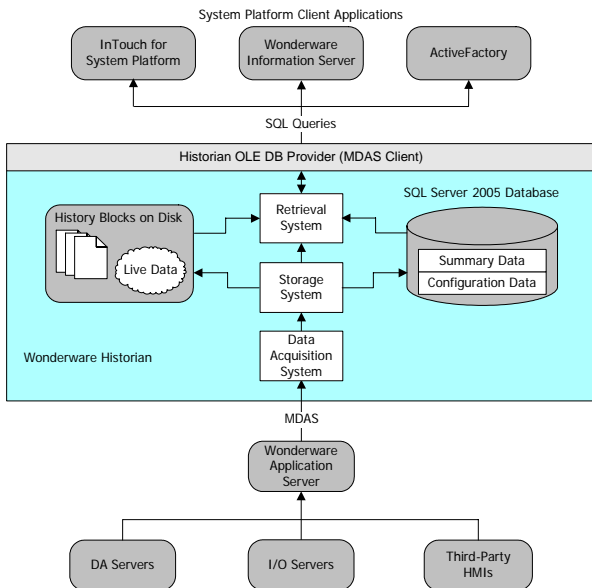 System Platform Client Applications
InTouch for
System Platform
Wonderware
Information Server
ActiveFactory
SQL Queries
Historian OLE DB Provider (MDAS Client)
SQL Server 2005 Database
History Blocks on Disk
Live Data
Retrieval
System
Summary Data
Configuration Data
Storage
System
Data
Acquisition
System
Wonderware Historian
MDAS
Wonderware
Application
Server
DA Servers
I/O Servers
Third-Party
HMIs